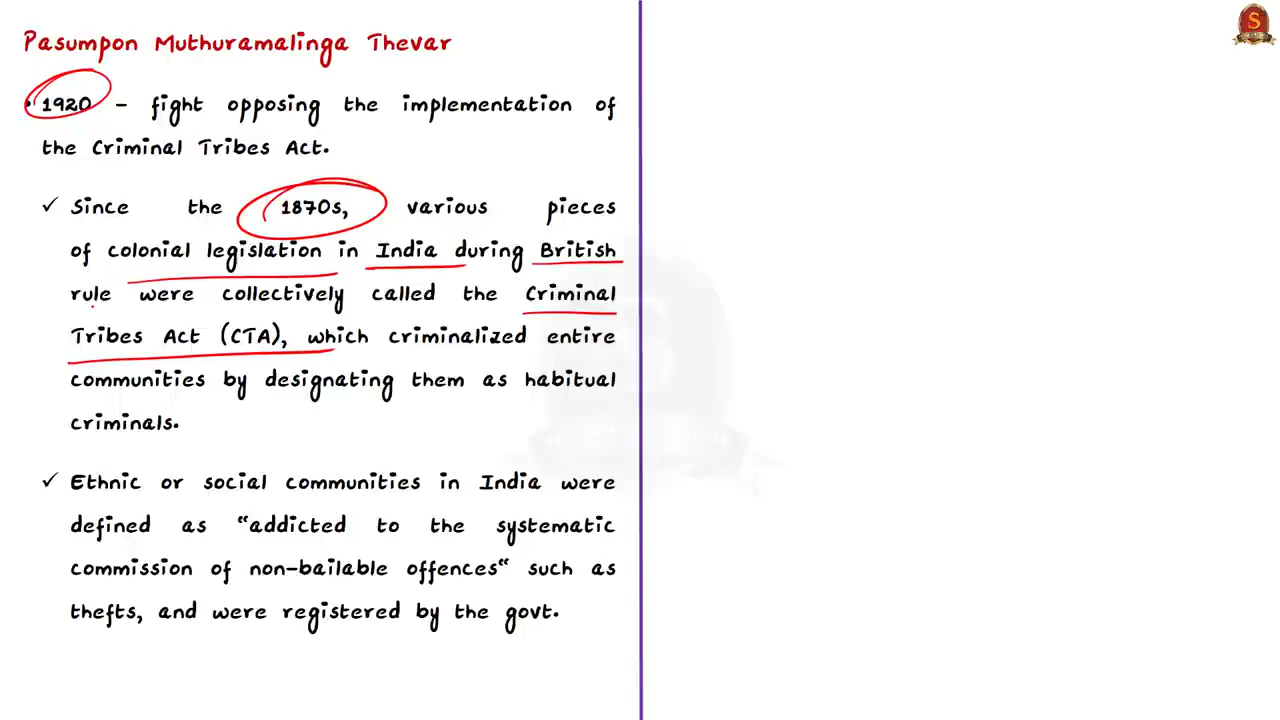 Pasumpon Muthuramalinga Thevar
• 1920 – fight opposing the implementation of
the Criminal Tribes Act.
✓ Since the 1870s, various pieces
of colonial legislation in India during British
rule were collectively called the Criminal
Tribes Act (CTA), which criminalized entire
communities by designating them as habitual
criminals.
✓ Ethnic or social communities in India were
defined as “addicted to the systematic
commission of non-bailable offences“ such as
thefts, and were registered by the govt.
S